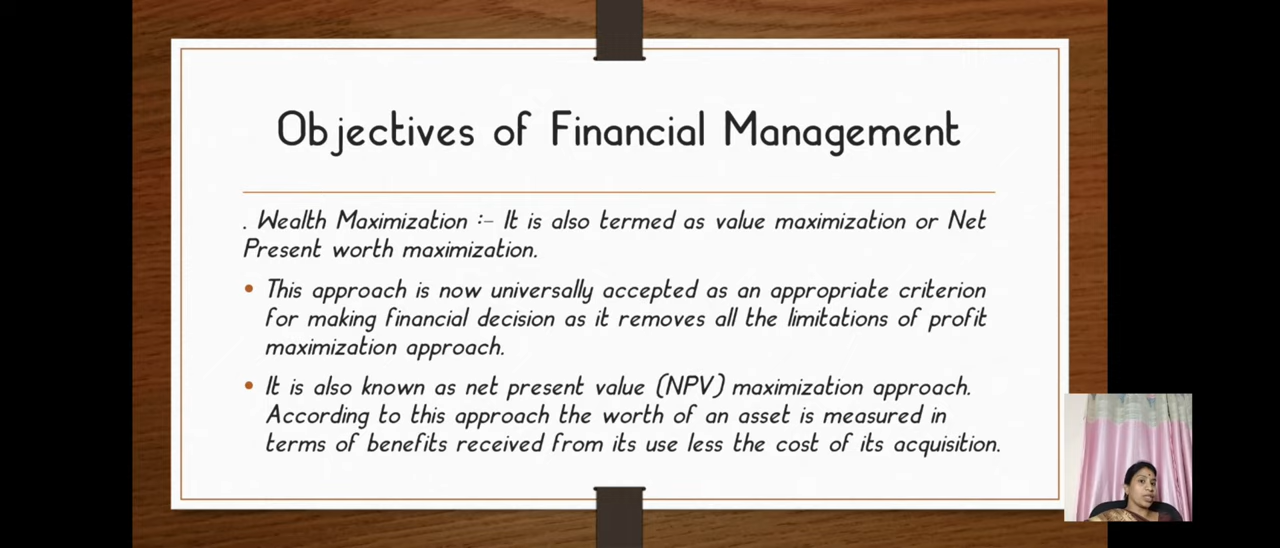 Objectives of Financial Management
. Wealth Maximization :- It is also termed as value maximization or Net
Present worth maximization.
• This approach is now universally accepted as an appropriate criterion
for making financial decision as it removes all the limitations of profit
maximization approach.
• It is also known as net present value (NPV) maximization approach.
According to this approach the worth of an asset is measured in
terms of benefits received from its use less the cost of its acquisition.